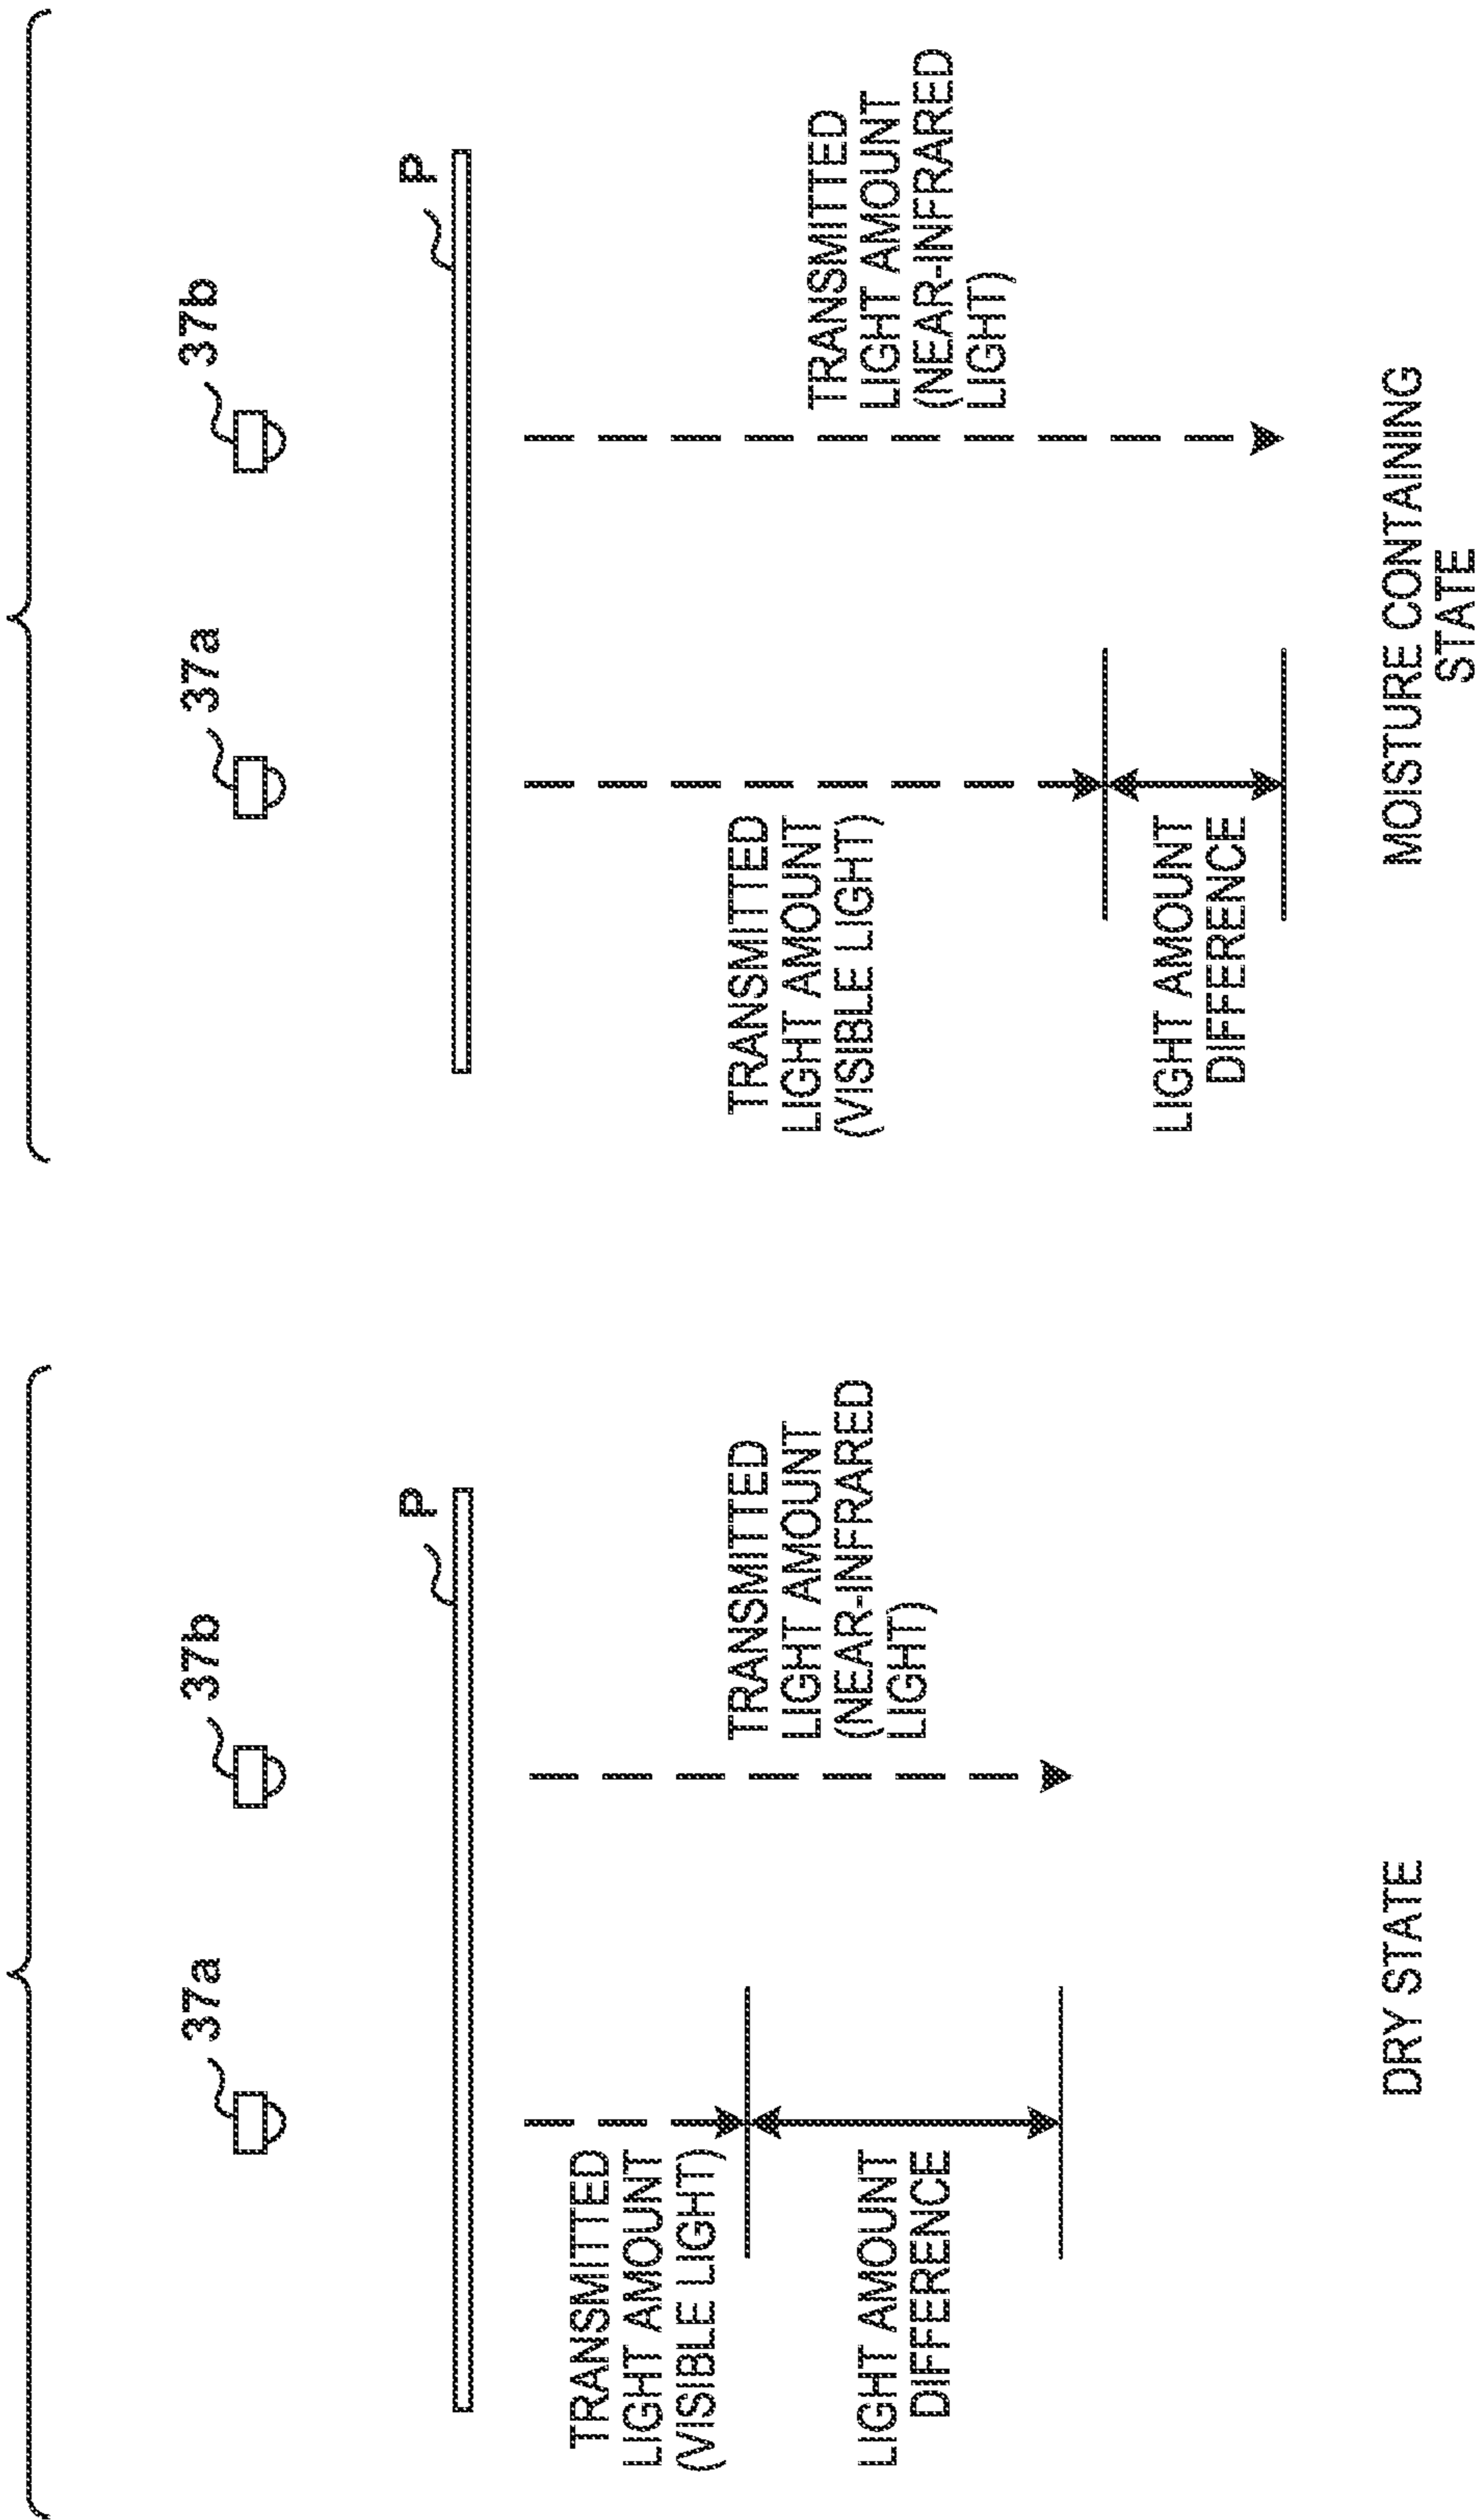 37a
37b
P
TRANSMITTED
LIGHT AMOUNT
(VISIBLE LIGHT)
TRANSMITTED
LIGHT AMOUNT
(NEAR-INFRARED
LIGHT)
LIGHT AMOUNT
DIFFERENCE
DRY STATE
37a
37b
P
TRANSMITTED
LIGHT AMOUNT
(VISIBLE LIGHT)
TRANSMITTED
LIGHT AMOUNT
(NEAR-INFRARED
LIGHT)
LIGHT AMOUNT
DIFFERENCE
MOISTURE CONTAINING
STATE